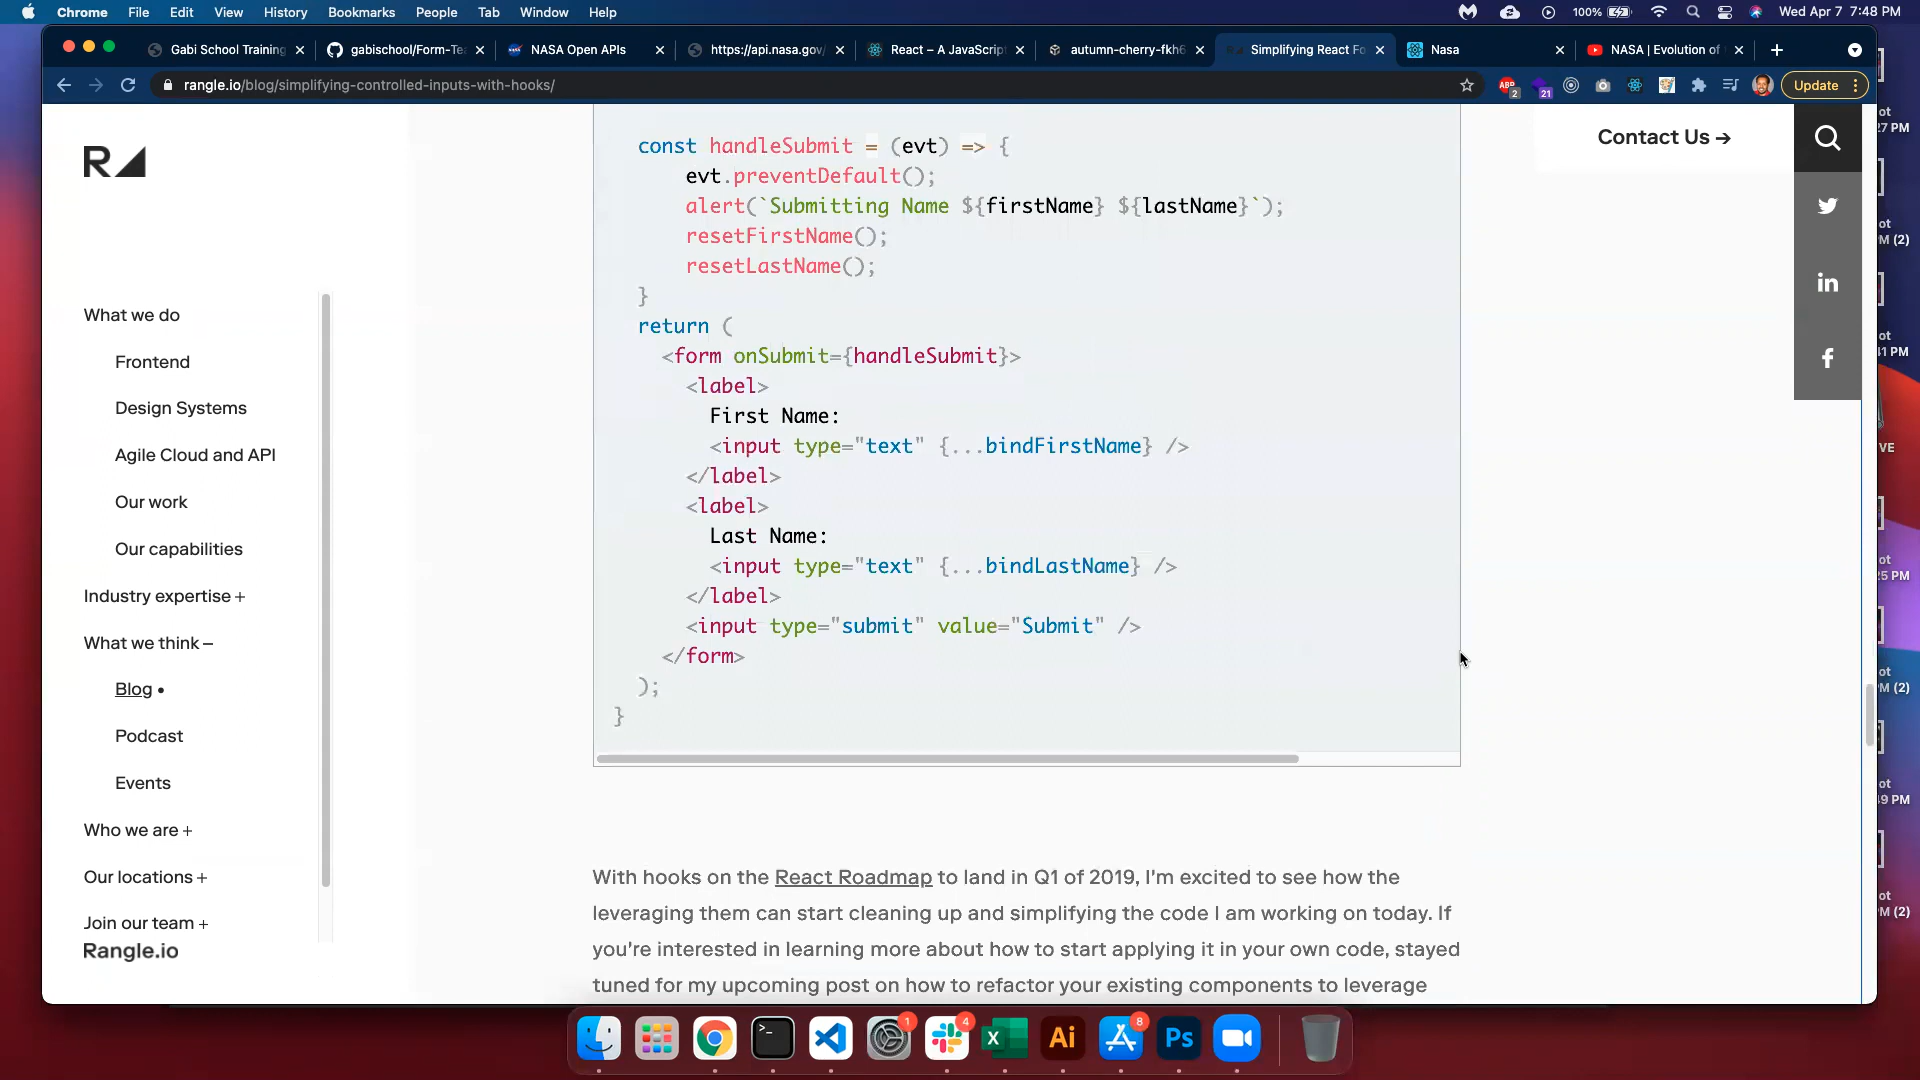 Chrome File Edit View History Bookmarks People Tab Window Help 100% Wed Apr 7 7:48 PM
Gabi School Training gabischool/Form-Te NASA Open APIs https://api.nasa.gov/ React – A JavaScript autumn-cherry-fkh6 Simplifying React Fo Nasa NASA | Evolution of
rangle.io/blog/simplifying-controlled-inputs-with-hooks/ ABP 2 21 Update
Contact Us →
const handleSubmit = (evt) => {
evt.preventDefault();
alert(`Submitting Name ${firstName} ${lastName}`);
resetFirstName();
resetLastName();
}
return (
<form onSubmit={handleSubmit}>
<label>
First Name:
<input type="text" {...bindFirstName} />
</label>
<label>
Last Name:
<input type="text" {...bindLastName} />
</label>
<input type="submit" value="Submit" />
</form>
);
}
What we do
Frontend
Design Systems
Agile Cloud and API
Our work
Our capabilities
Industry expertise +
What we think –
Blog •
Podcast
Events
Who we are +
Our locations +
Join our team +
Rangle.io
With hooks on the React Roadmap to land in Q1 of 2019, I'm excited to see how the
leveraging them can start cleaning up and simplifying the code I am working on today. If
you're interested in learning more about how to start applying it in your own code, stayed
tuned for my upcoming post on how to refactor your existing components to leverage
1 4 8
Ai Ps